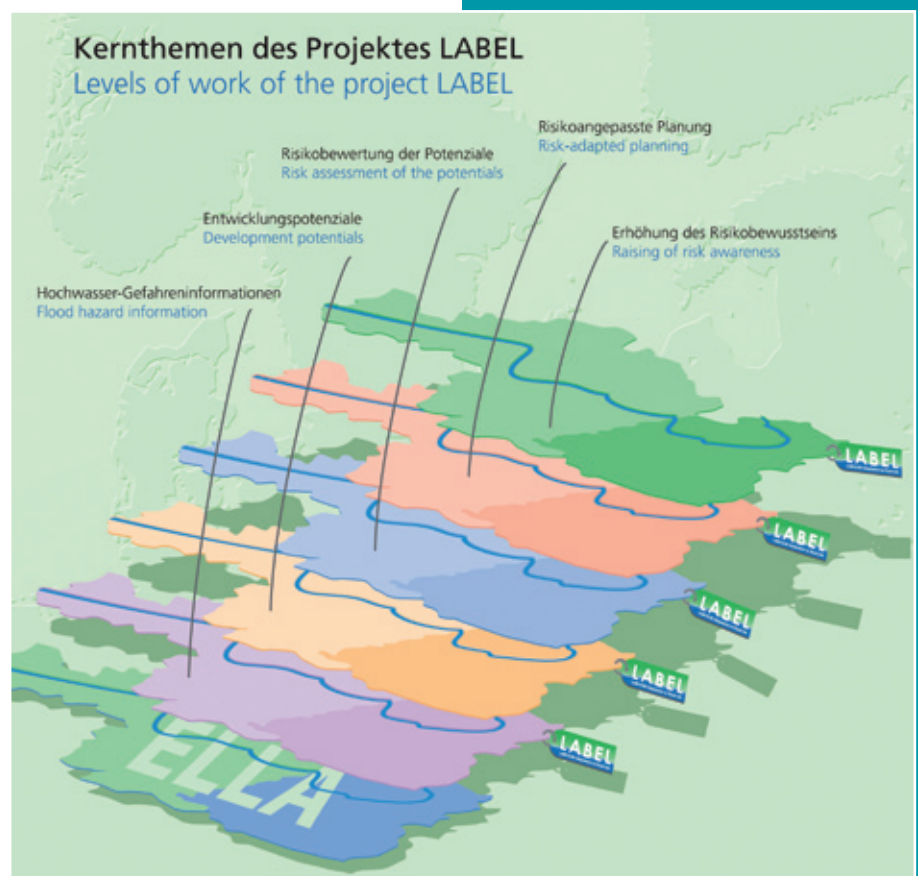 Kernthemen des Projektes LABEL
Levels of work of the project LABEL
Risikoangepasste Planung
Risk-adapted planning
Risikobewertung der Potenziale
Risk assessment of the potentials
Entwicklungspotenziale
Development potentials
Erhöhung des Risikobewusstseins
Raising of risk awareness
Hochwasser-Gefahreninformationen
Flood hazard information
LABEL
LABEL
LABEL
LABEL
LABEL
ELLA